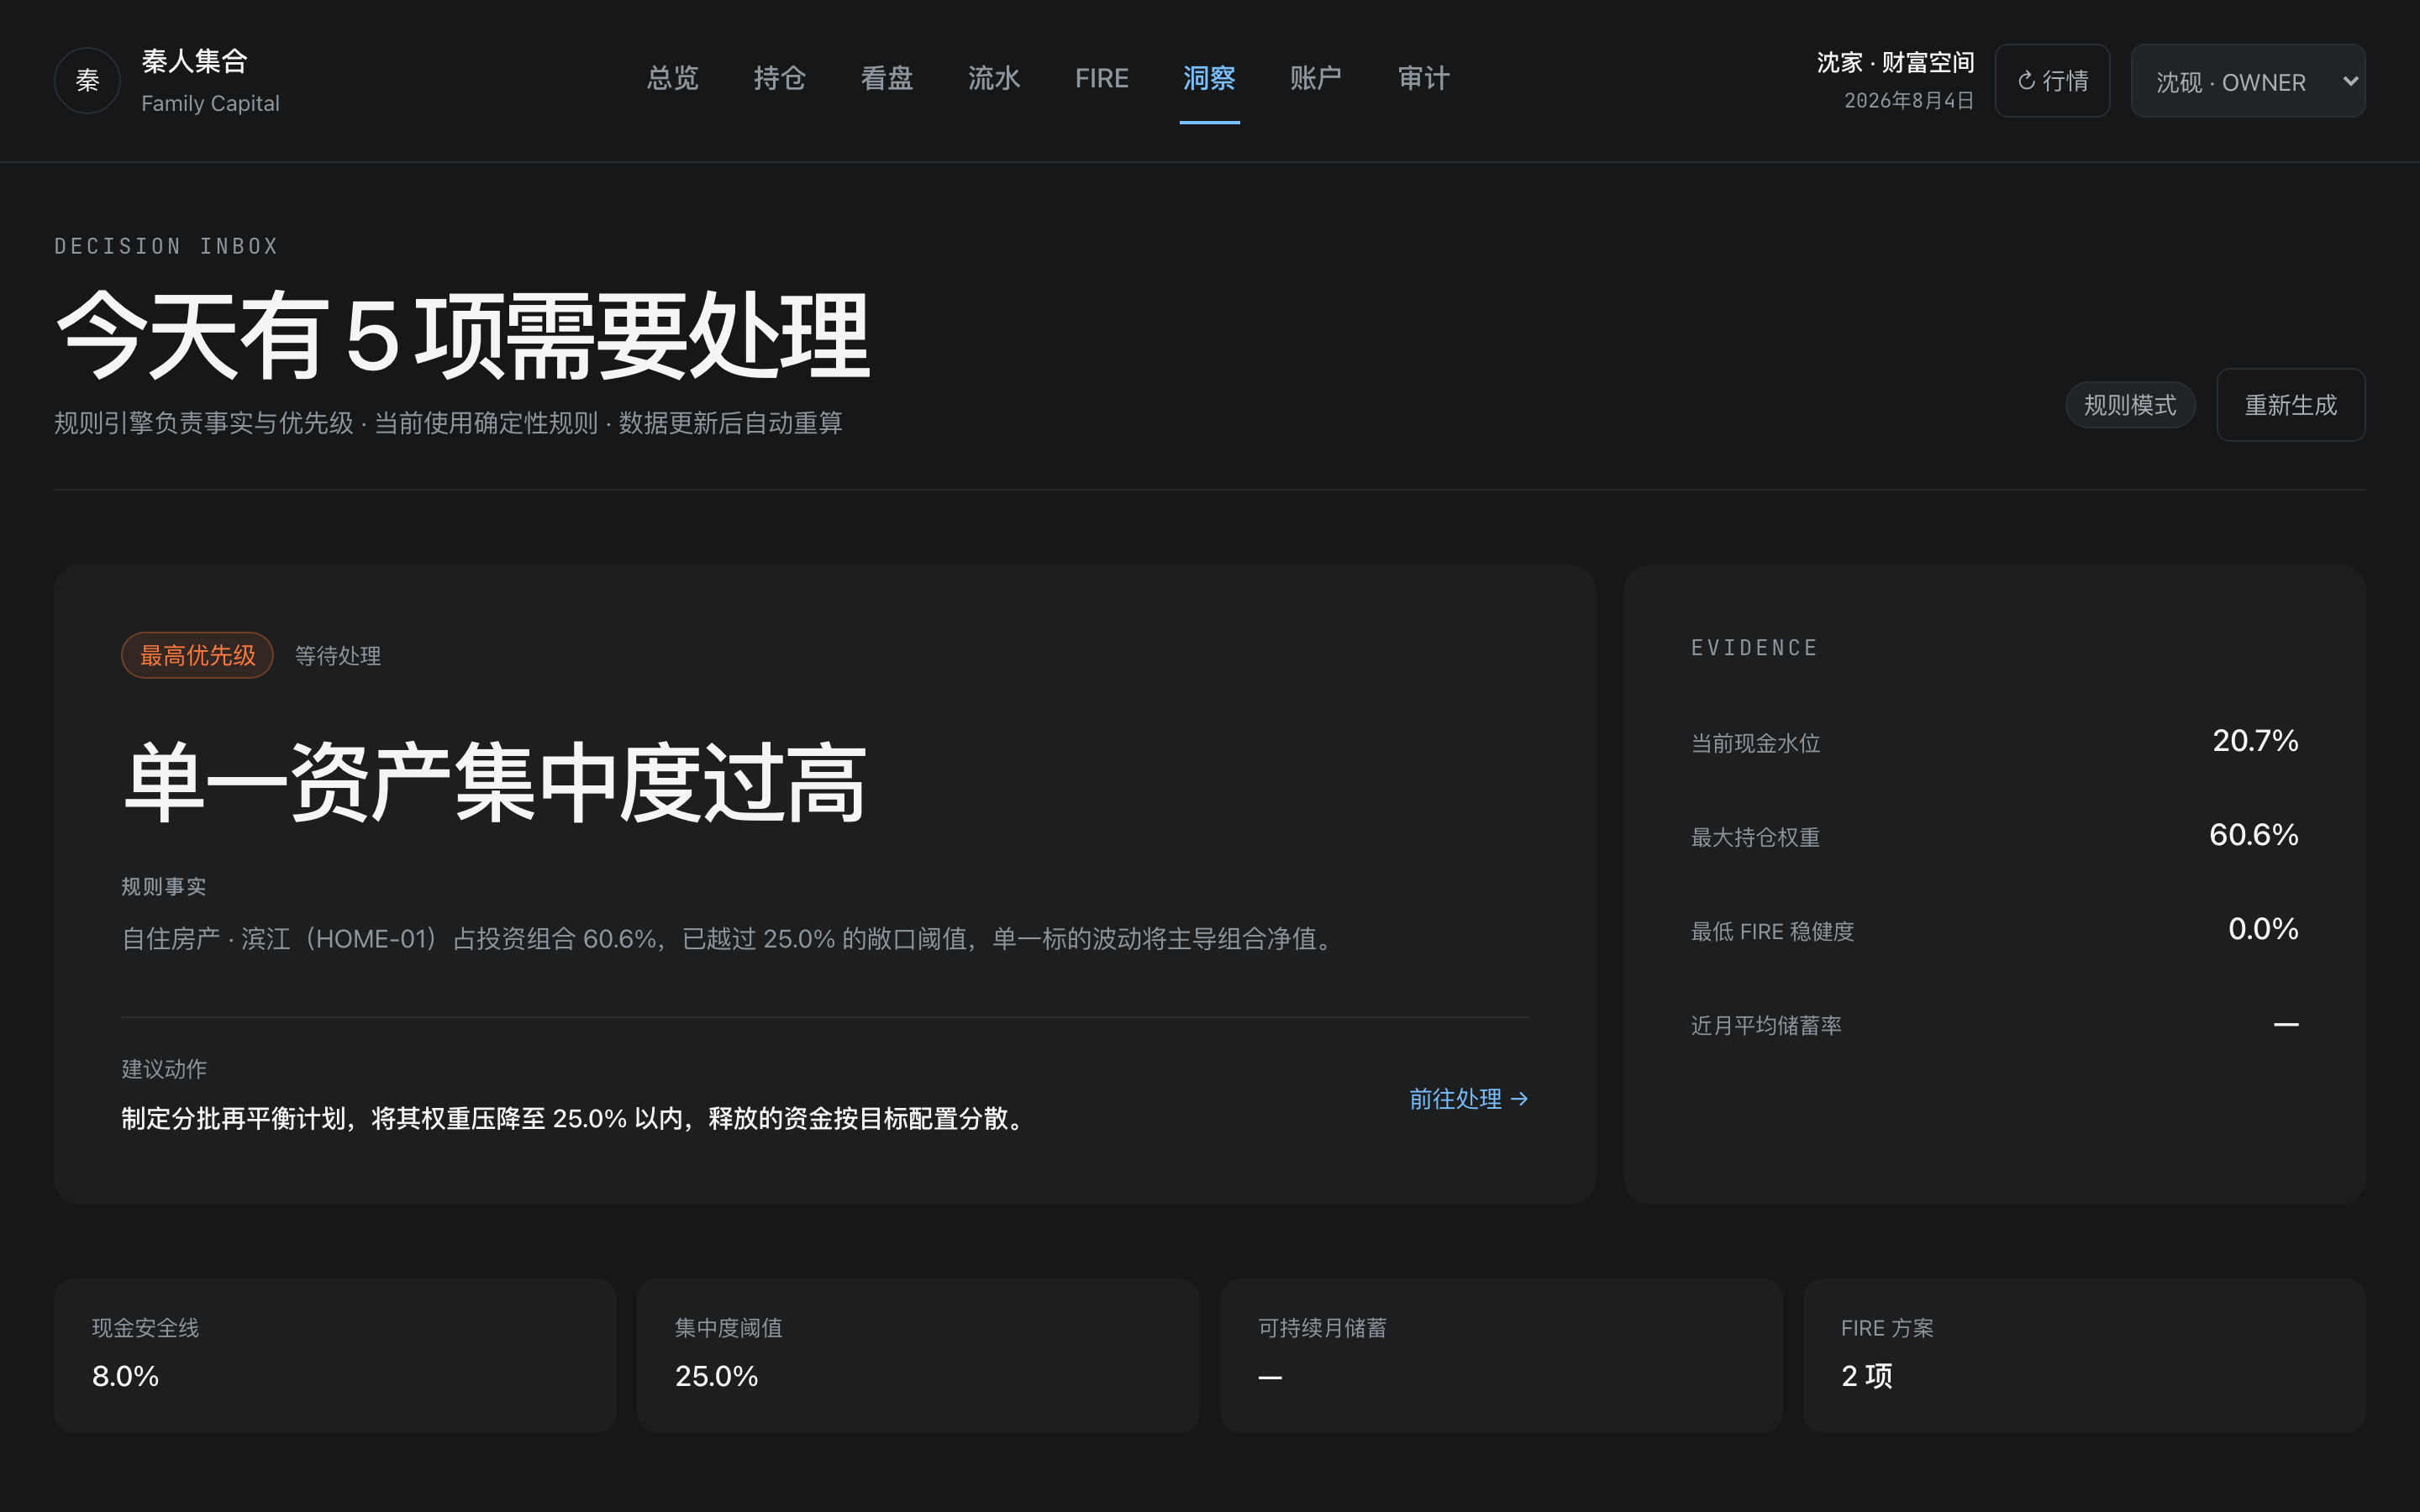 秦
秦人集合
Family Capital
总览
持仓
看盘
流水
FIRE
洞察
账户
审计
沈家 · 财富空间
2026年8月4日
↻ 行情
沈砚 · OWNER
DECISION INBOX
今天有 5 项需要处理
规则引擎负责事实与优先级 · 当前使用确定性规则 · 数据更新后自动重算
规则模式
重新生成
最高优先级
等待处理
单一资产集中度过高
规则事实
自住房产 · 滨江（HOME-01）占投资组合 60.6%，已越过 25.0% 的敞口阈值，单一标的波动将主导组合净值。
建议动作
制定分批再平衡计划，将其权重压降至 25.0% 以内，释放的资金按目标配置分散。
前往处理 →
EVIDENCE
当前现金水位
20.7%
最大持仓权重
60.6%
最低 FIRE 稳健度
0.0%
近月平均储蓄率
—
现金安全线
8.0%
集中度阈值
25.0%
可持续月储蓄
—
FIRE 方案
2 项